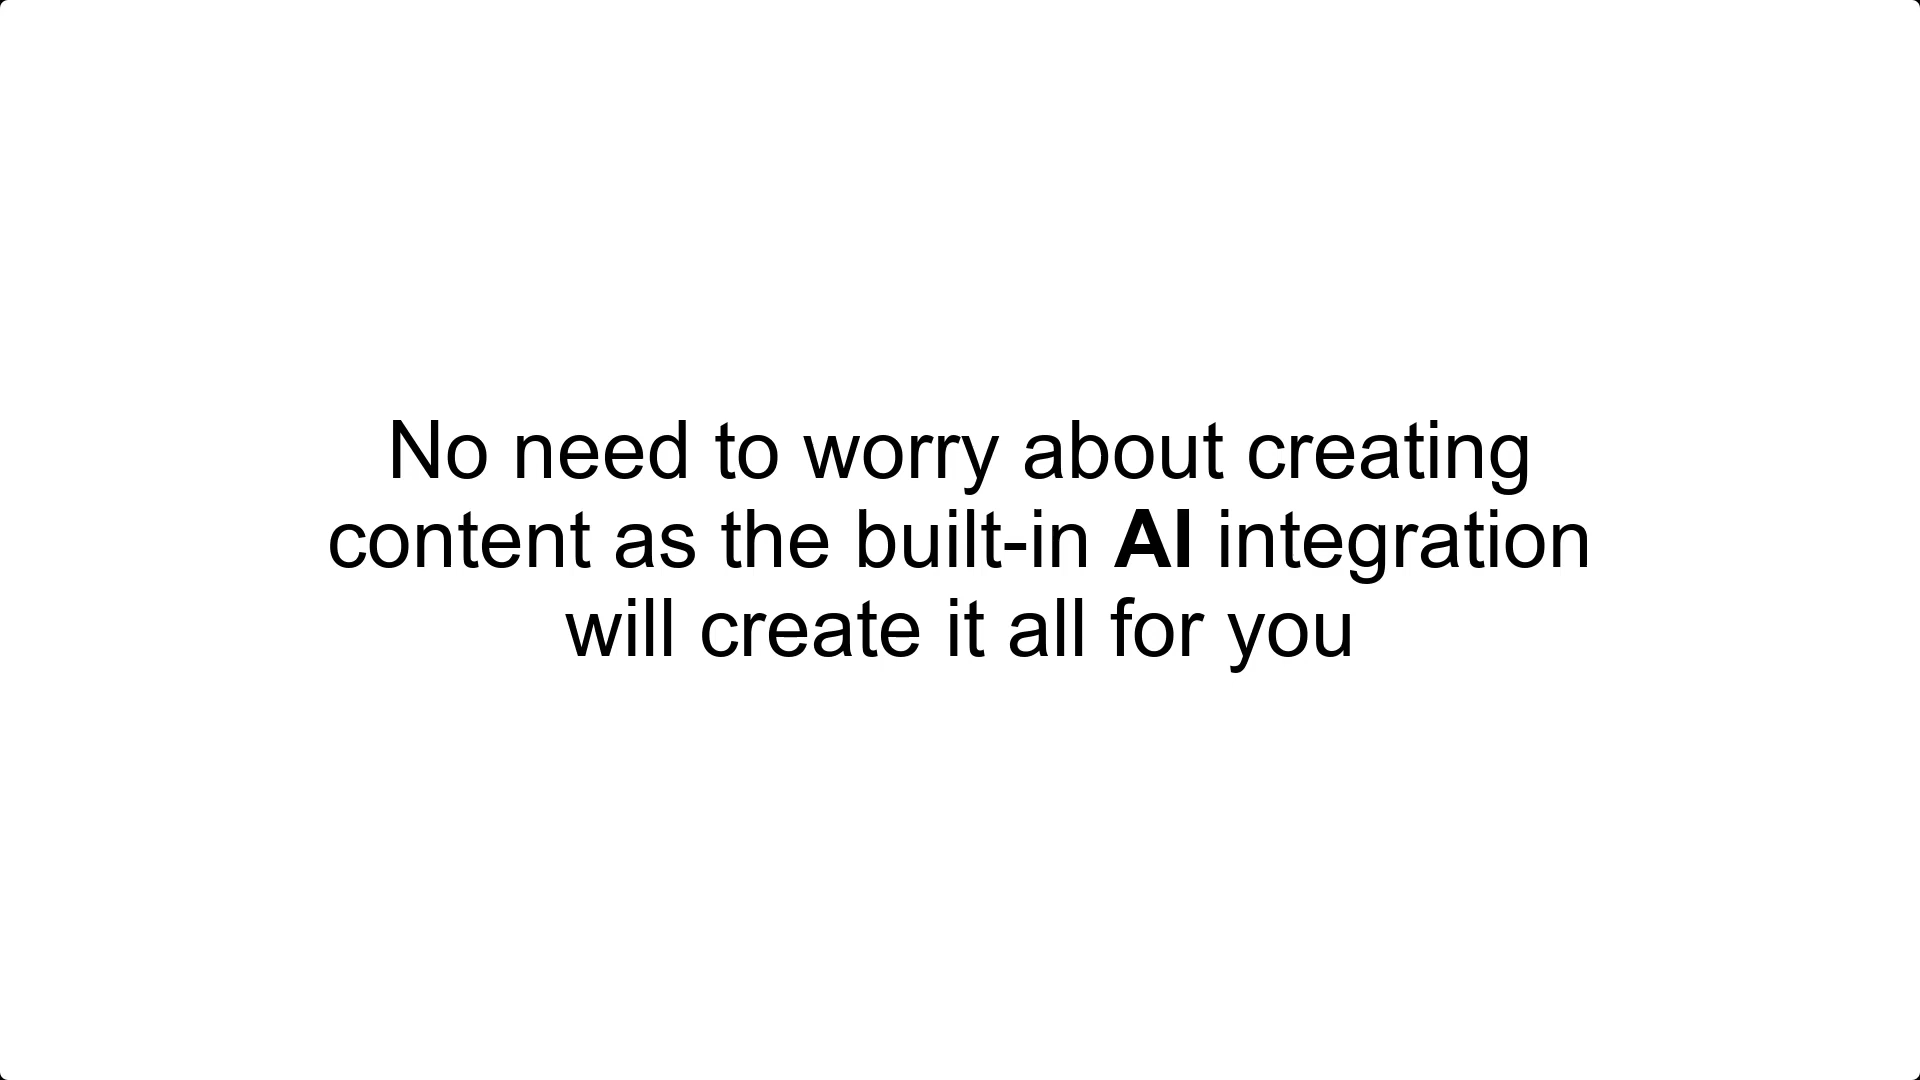 No need to worry about creating
content as the built-in AI integration
will create it all for you